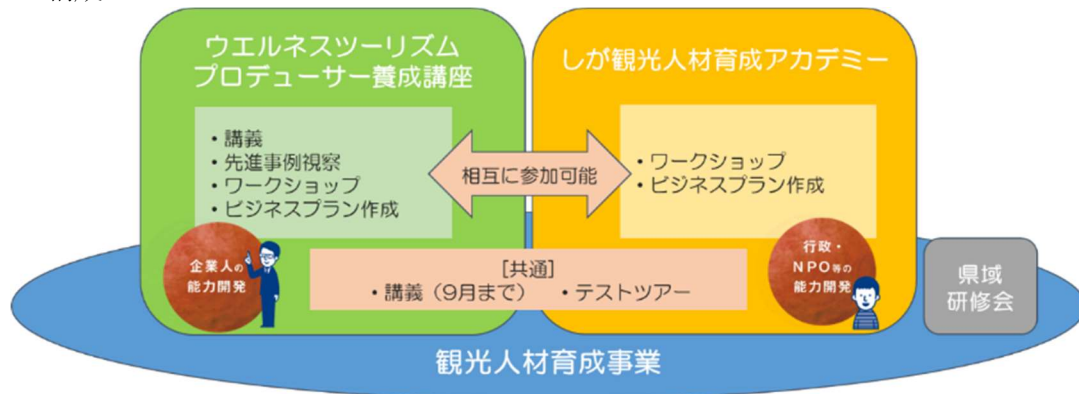 ウエルネスツーリズム
プロデューサー養成講座
・講義
・先進事例視察
・ワークショップ
・ビジネスプラン作成
企業人の
能力開発
相互に参加可能
しが観光人材育成アカデミー
・ワークショップ
・ビジネスプラン作成
行政・
NPO等の
能力開発
[共通]
・講義（9月まで）　・テストツアー
県域
研修会
観光人材育成事業